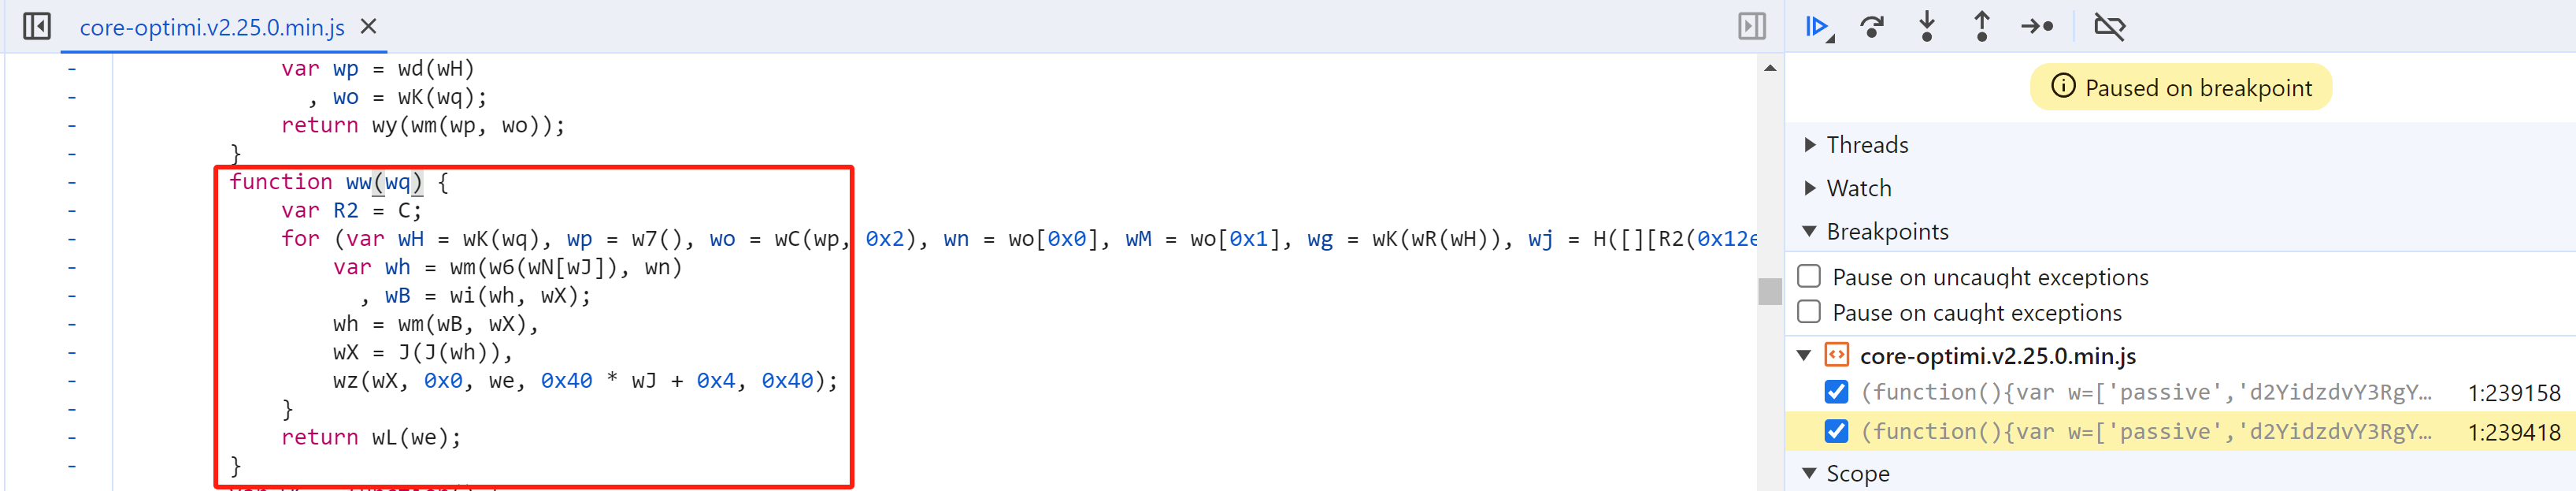 core-optimi.v2.25.0.min.js
var wp = wd(wH)
, wo = wK(wq);
return wy(wm(wp, wo));
}
function ww(wq) {
var R2 = C;
for (var wH = wK(wq), wp = w7(), wo = wC(wp, 0x2), wn = wo[0x0], wM = wo[0x1], wg = wK(wR(wH)), wj = H([][R2(0x12e
var wh = wm(w6(wN[wJ]), wn)
, wB = wi(wh, wX);
wh = wm(wB, wX),
wX = J(J(wh)),
wz(wX, 0x0, we, 0x40 * wJ + 0x4, 0x40);
}
return wL(we);
}
Paused on breakpoint
Threads
Watch
Breakpoints
Pause on uncaught exceptions
Pause on caught exceptions
core-optimi.v2.25.0.min.js
(function(){var w=['passive','d2YidzdvY3RgY… 1:239158
(function(){var w=['passive','d2YidzdvY3RgY… 1:239418
Scope